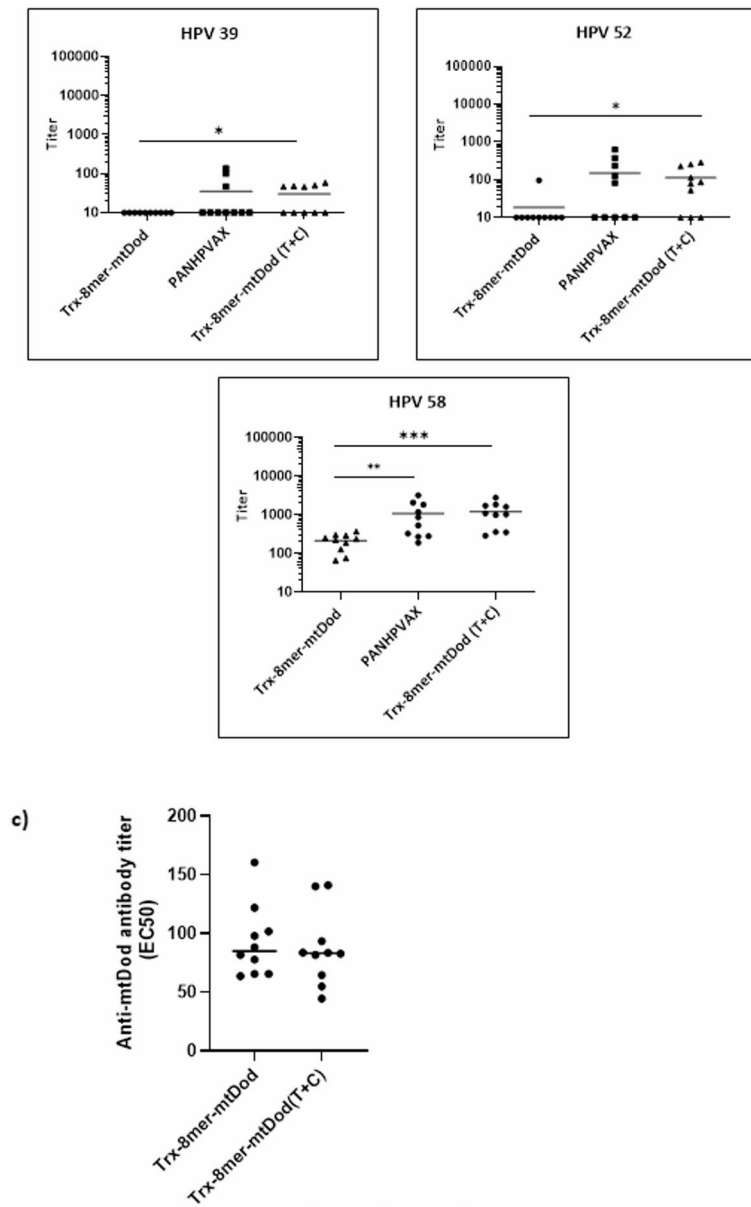 HPV 39
100000
10000
1000
100
10
Titer
*
Trx-8mer-mtDod
PANHPVAX
Trx-8mer-mtDod (T+C)
HPV 52
100000
10000
1000
100
10
Titer
*
Trx-8mer-mtDod
PANHPVAX
Trx-8mer-mtDod (T+C)
HPV 58
100000
10000
1000
100
10
Titer
***
**
Trx-8mer-mtDod
PANHPVAX
Trx-8mer-mtDod (T+C)
c)
Anti-mtDod antibody titer
(EC50)
200
150
100
50
0
Trx-8mer-mtDod
Trx-8mer-mtDod(T+C)